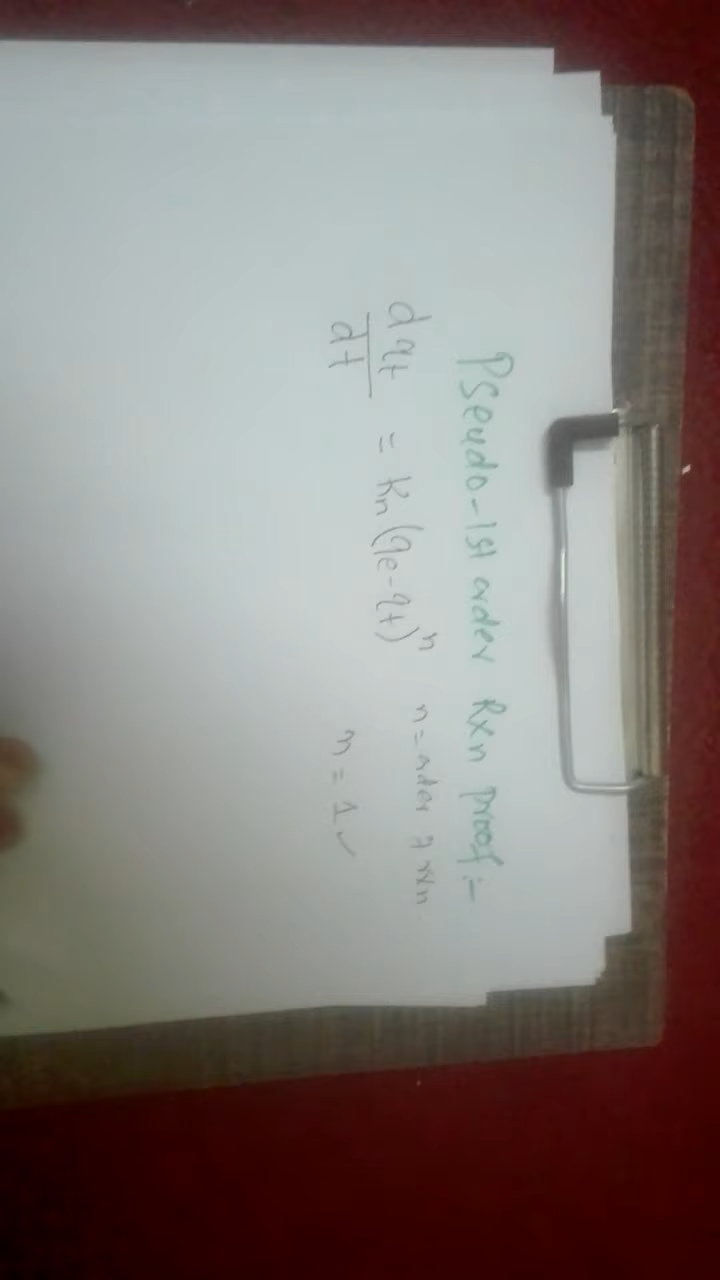 Pseudo-1st order Rxn proof:-
dqt/dt = Kn(qe-qt)^n n = order of rxn
n = 1 ✓